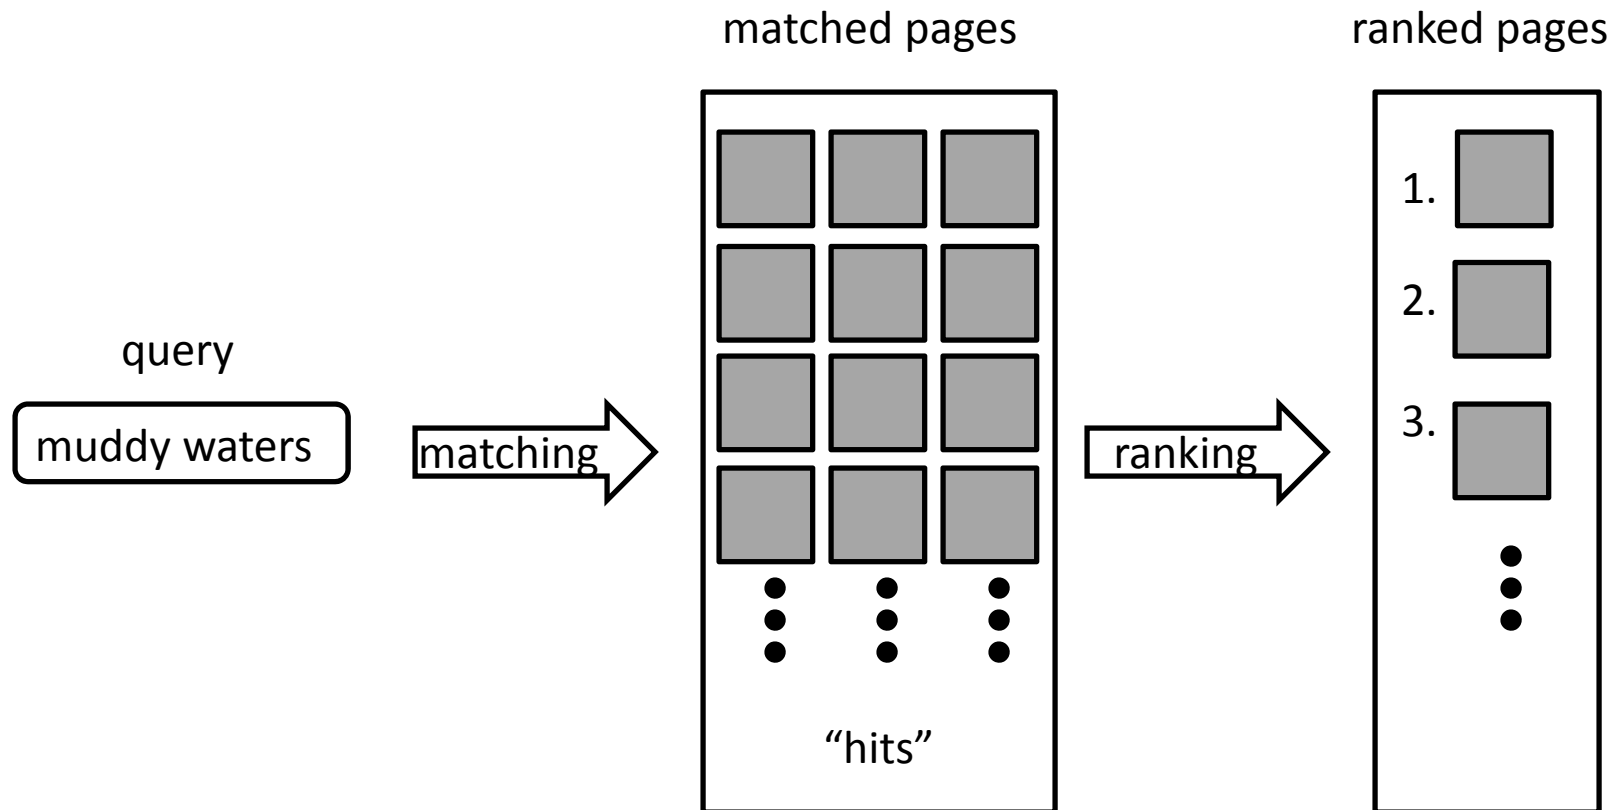 matched pages
ranked pages
query
muddy waters
matching
ranking
1.
2.
3.
“hits”